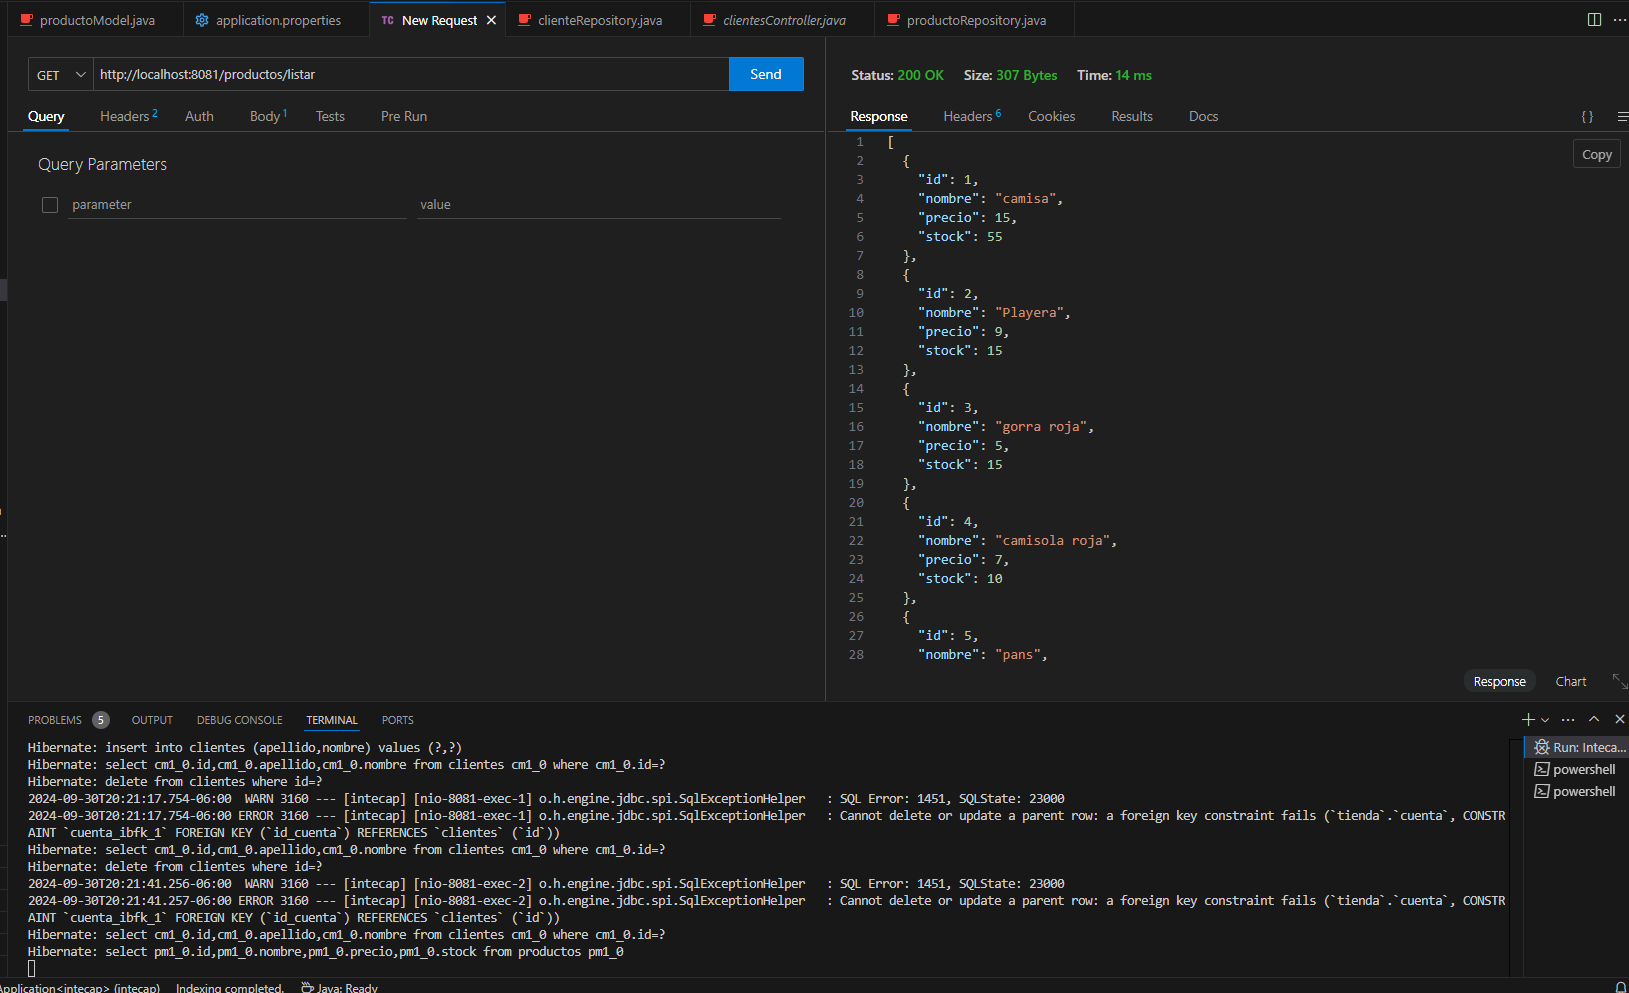 productoModel.java
application.properties
TC New Request
clienteRepository.java
clientesController.java
productoRepository.java
GET
http://localhost:8081/productos/listar
Send
Query
Headers 2
Auth
Body 1
Tests
Pre Run
Query Parameters
parameter
value
Status: 200 OK Size: 307 Bytes Time: 14 ms
Response
Headers 6
Cookies
Results
Docs
{ }
Copy
1 [
2 {
3 "id": 1,
4 "nombre": "camisa",
5 "precio": 15,
6 "stock": 55
7 },
8 {
9 "id": 2,
10 "nombre": "Playera",
11 "precio": 9,
12 "stock": 15
13 },
14 {
15 "id": 3,
16 "nombre": "gorra roja",
17 "precio": 5,
18 "stock": 15
19 },
20 {
21 "id": 4,
22 "nombre": "camisola roja",
23 "precio": 7,
24 "stock": 10
25 },
26 {
27 "id": 5,
28 "nombre": "pans",
Response
Chart
PROBLEMS 5
OUTPUT
DEBUG CONSOLE
TERMINAL
PORTS
Hibernate: insert into clientes (apellido,nombre) values (?,?)
Hibernate: select cm1_0.id,cm1_0.apellido,cm1_0.nombre from clientes cm1_0 where cm1_0.id=?
Hibernate: delete from clientes where id=?
2024-09-30T20:21:17.754-06:00 WARN 3160 --- [intecap] [nio-8081-exec-1] o.h.engine.jdbc.spi.SqlExceptionHelper : SQL Error: 1451, SQLState: 23000
2024-09-30T20:21:17.754-06:00 ERROR 3160 --- [intecap] [nio-8081-exec-1] o.h.engine.jdbc.spi.SqlExceptionHelper : Cannot delete or update a parent row: a foreign key constraint fails (`tienda`.`cuenta`, CONSTR
AINT `cuenta_ibfk_1` FOREIGN KEY (`id_cuenta`) REFERENCES `clientes` (`id`))
Hibernate: select cm1_0.id,cm1_0.apellido,cm1_0.nombre from clientes cm1_0 where cm1_0.id=?
Hibernate: delete from clientes where id=?
2024-09-30T20:21:41.256-06:00 WARN 3160 --- [intecap] [nio-8081-exec-2] o.h.engine.jdbc.spi.SqlExceptionHelper : SQL Error: 1451, SQLState: 23000
2024-09-30T20:21:41.257-06:00 ERROR 3160 --- [intecap] [nio-8081-exec-2] o.h.engine.jdbc.spi.SqlExceptionHelper : Cannot delete or update a parent row: a foreign key constraint fails (`tienda`.`cuenta`, CONSTR
AINT `cuenta_ibfk_1` FOREIGN KEY (`id_cuenta`) REFERENCES `clientes` (`id`))
Hibernate: select cm1_0.id,cm1_0.apellido,cm1_0.nombre from clientes cm1_0 where cm1_0.id=?
Hibernate: select pm1_0.id,pm1_0.nombre,pm1_0.precio,pm1_0.stock from productos pm1_0
Run: Inteca...
powershell
powershell
Application<intecap> (intecap)
Indexing completed.
Java: Ready